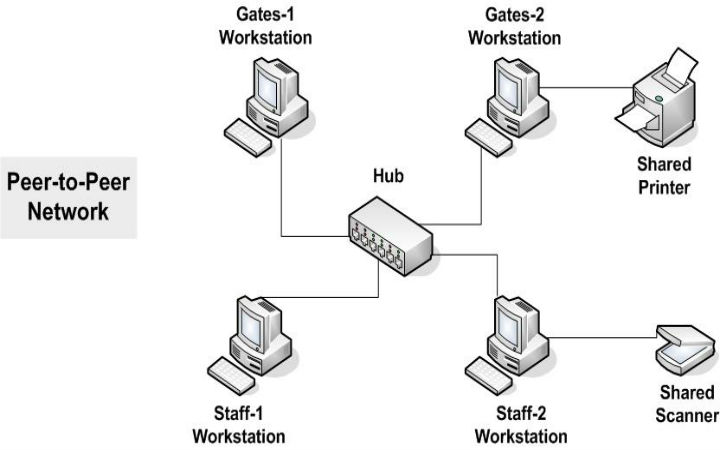 Gates-1
Workstation
Gates-2
Workstation
Shared
Printer
Hub
Peer-to-Peer
Network
Staff-1
Workstation
Staff-2
Workstation
Shared
Scanner